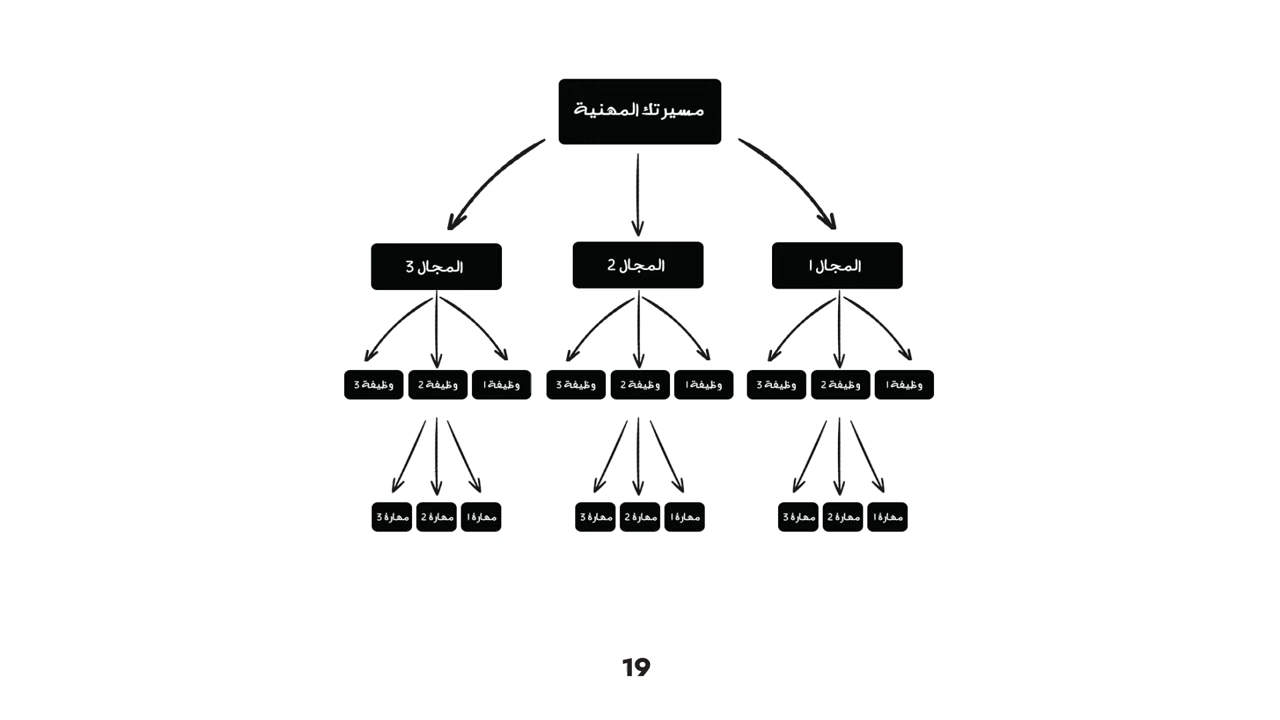 مسيرتك المهنية
المجال 1
المجال 2
المجال 3
وظيفة 1
وظيفة 2
وظيفة 3
وظيفة 1
وظيفة 2
وظيفة 3
وظيفة 1
وظيفة 2
وظيفة 3
مهارة 1
مهارة 2
مهارة 3
مهارة 1
مهارة 2
مهارة 3
مهارة 1
مهارة 2
مهارة 3
19